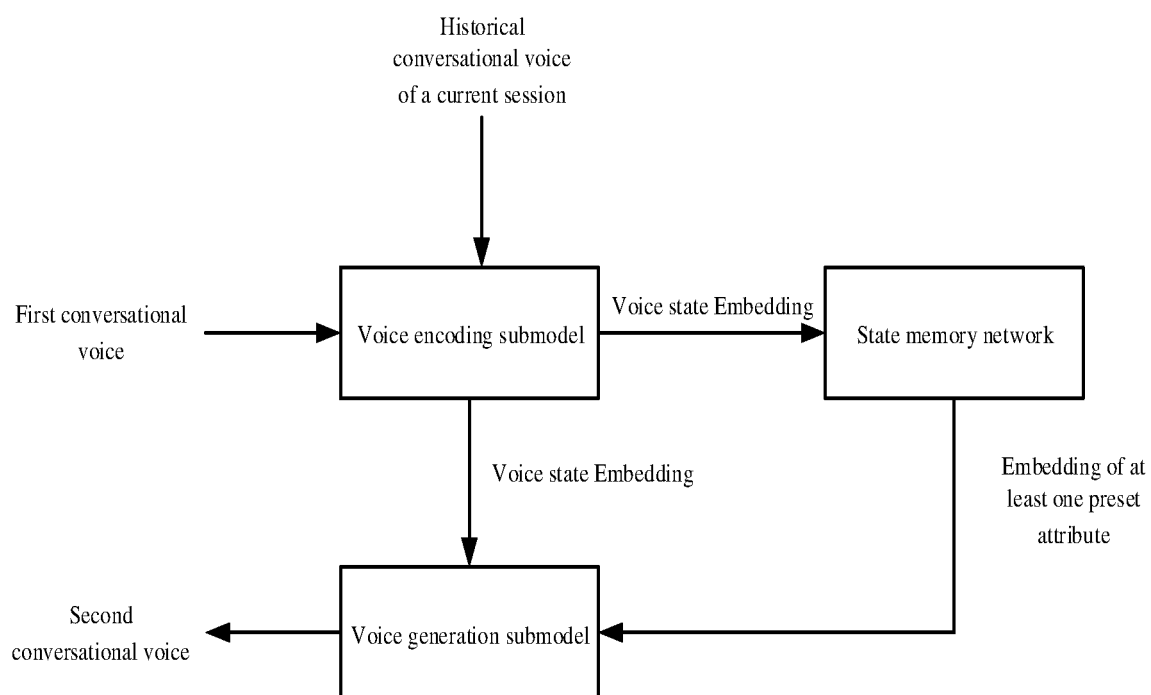 Historical
conversational voice
of a current session
First conversational
voice
Voice encoding submodel
Voice state Embedding
State memory network
Voice state Embedding
Embedding of at
least one preset
attribute
Second
conversational voice
Voice generation submodel